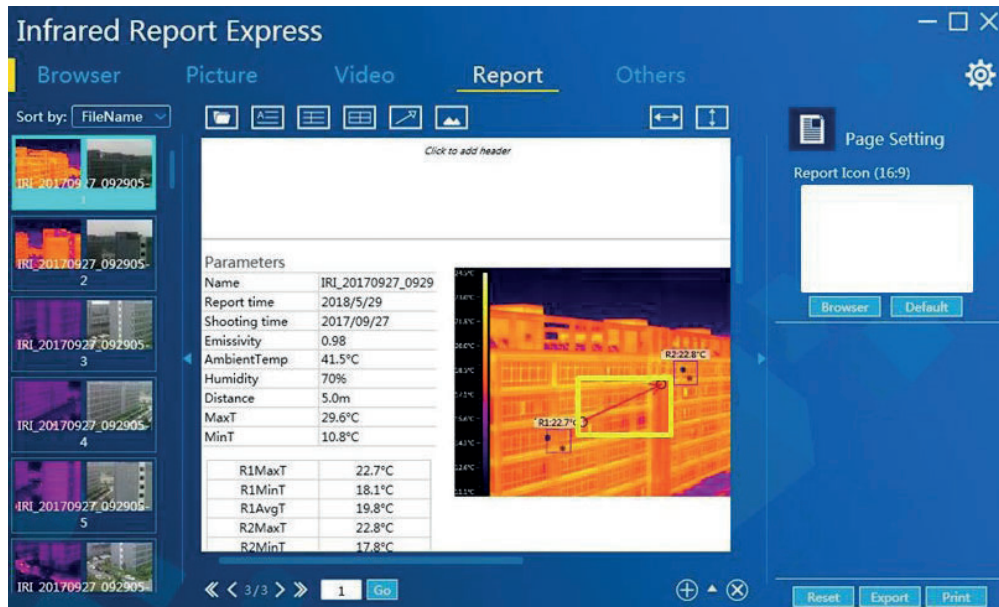 Infrared Report Express
Browser Picture Video Report Others
Sort by: FileName
IRI_20170927_092905-
1
IRI_20170927_092905-
2
IRI_20170927_092905-
3
IRI_20170927_092905-
4
IRI_20170927_092905-
5
IRI_20170927_092905-
Click to add header
Parameters
Name IRI_20170927_0929
Report time 2018/5/29
Shooting time 2017/09/27
Emissivity 0.98
AmbientTemp 41.5°C
Humidity 70%
Distance 5.0m
MaxT 29.6°C
MinT 10.8°C
R1MaxT 22.7°C
R1MinT 18.1°C
R1AvgT 19.8°C
R2MaxT 22.8°C
R2MinT 17.8°C
R2:22.8°C
R1:22.7°C
3/3 1 Go
Page Setting
Report Icon (16:9)
Browser Default
Reset Export Print